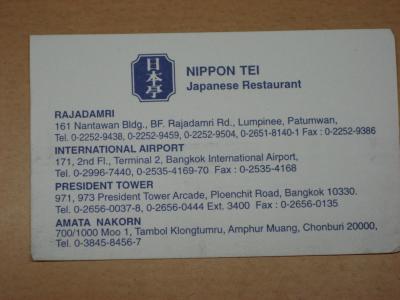 日本亭
NIPPON TEI
Japanese Restaurant
RAJADAMRI
161 Nantawan Bldg., BF. Rajadamri Rd., Lumpinee, Patumwan,
Tel. 0-2252-9438, 0-2252-9459, 0-2252-9504, 0-2651-8140-1 Fax : 0-2252-9386
INTERNATIONAL AIRPORT
171, 2nd Fl., Terminal 2, Bangkok International Airport,
Tel. 0-2996-7440, 0-2535-4169-70 Fax : 0-2535-4168
PRESIDENT TOWER
971, 973 President Tower Arcade, Ploenchit Road, Bangkok 10330.
Tel. 0-2656-0037-8, 0-2656-0444 Ext. 3400 Fax : 0-2656-0135
AMATA NAKORN
700/1000 Moo 1, Tambol Klongtumru, Amphur Muang, Chonburi 20000,
Tel. 0-3845-8456-7